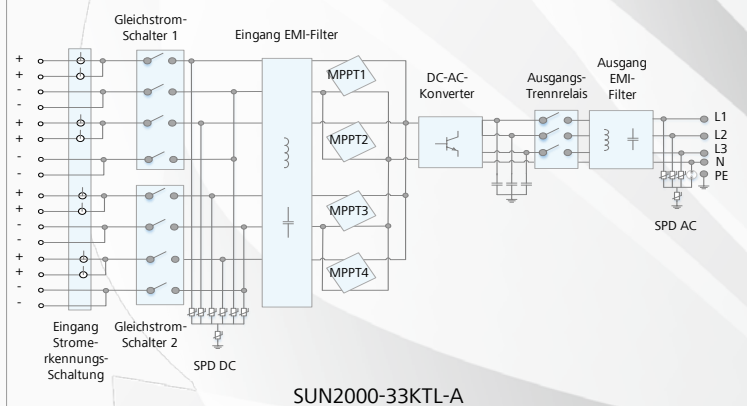 Gleichstrom-
Schalter 1
Eingang EMI-Filter
DC-AC-
Konverter
Ausgangs-
Trennrelais
Ausgang
EMI-
Filter
MPPT1
MPPT2
MPPT3
MPPT4
+
+
-
-
+
+
-
-
+
+
-
-
+
+
-
-
L1
L2
L3
N
PE
SPD AC
Eingang
Strome-
rkennungs-
Schaltung
Gleichstrom-
Schalter 2
SPD DC
SUN2000-33KTL-A